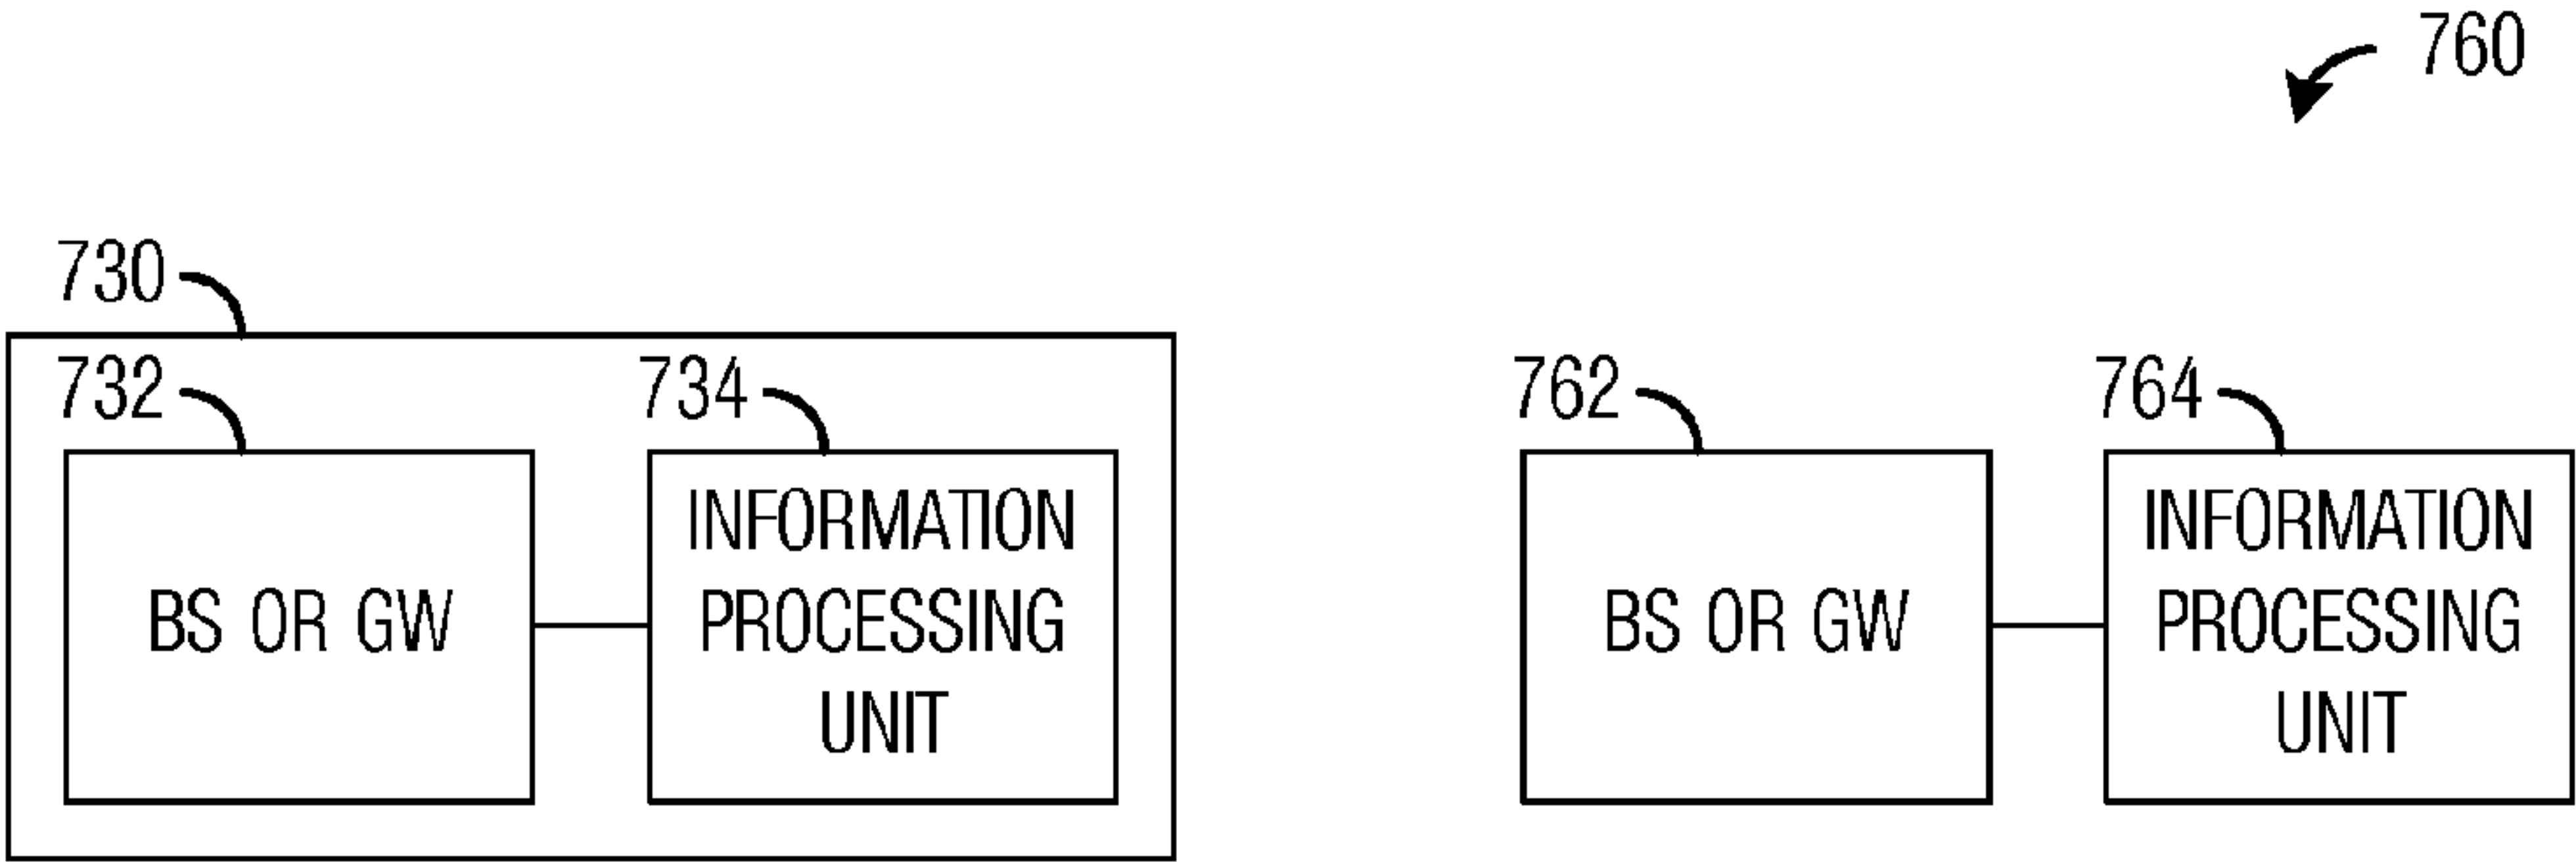 760
730
732
734
762
764
BS OR GW
INFORMATION
PROCESSING
UNIT
BS OR GW
INFORMATION
PROCESSING
UNIT